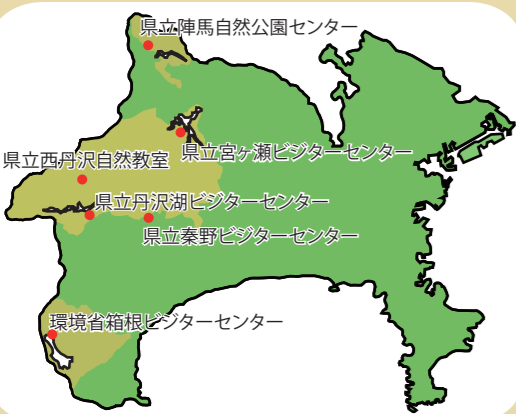 県立陣馬自然公園センター
県立宮ヶ瀬ビジターセンター
県立西丹沢自然教室
県立丹沢湖ビジターセンター
県立秦野ビジターセンター
環境省箱根ビジターセンター